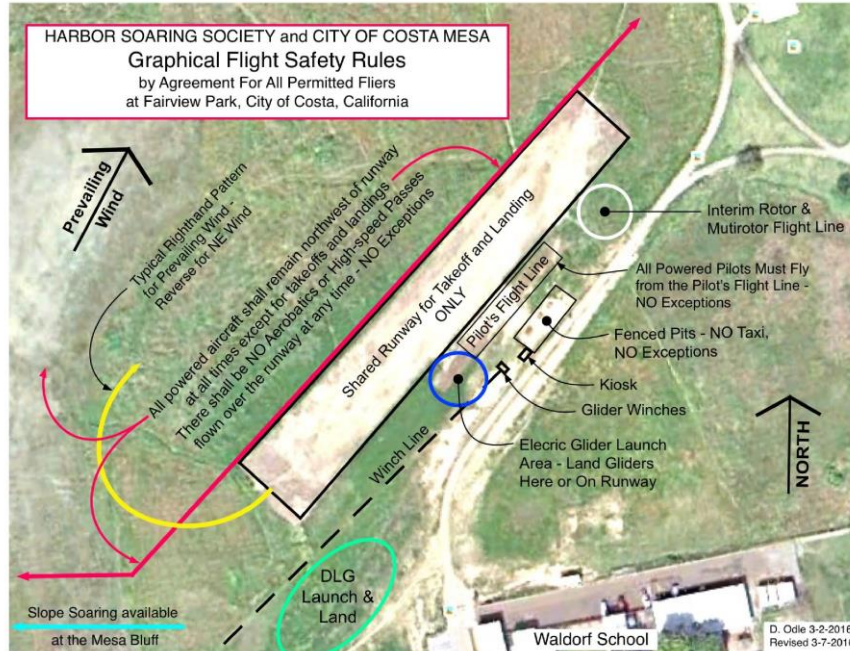 HARBOR SOARING SOCIETY and CITY OF COSTA MESA
Graphical Flight Safety Rules
by Agreement For All Permitted Fliers
at Fairview Park, City of Costa, California
Prevailing
Wind
Typical Righthand Pattern
for Prevailing Wind -
Reverse for NE Wind
All powered aircraft shall remain northwest of runway
at all times except for takeoffs and landings
There shall be NO Aerobatics or High-speed Passes
flown over the runway at any time - NO Exceptions
Shared Runway for Takeoff and Landing
ONLY
Pilot's Flight Line
Interim Rotor &
Mutirotor Flight Line
All Powered Pilots Must Fly
from the Pilot's Flight Line -
NO Exceptions
Fenced Pits - NO Taxi,
NO Exceptions
Kiosk
Glider Winches
Elecric Glider Launch
Area - Land Gliders
Here or On Runway
Winch Line
NORTH
DLG
Launch &
Land
Slope Soaring available
at the Mesa Bluff
Waldorf School
D. Odle 3-2-2016
Revised 3-7-2016